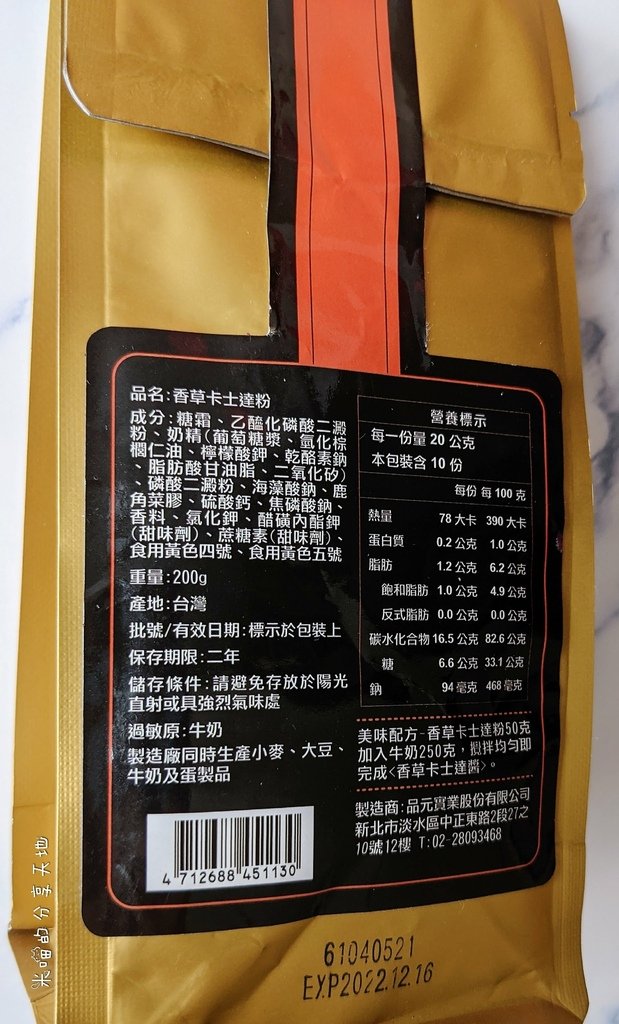 品名:香草卡士達粉
成分:糖霜、乙醯化磷酸二澱
粉、奶精(葡萄糖漿、氫化棕
櫚仁油、檸檬酸鉀、乾酪素鈉
、脂肪酸甘油脂、二氧化矽)
、磷酸二澱粉、海藻酸鈉、鹿
角菜膠、硫酸鈣、焦磷酸鈉、
香料、氯化鉀、醋磺內酯鉀
(甜味劑)、蔗糖素(甜味劑)、
食用黃色四號、食用黃色五號
重量:200g
產地:台灣
批號/有效日期:標示於包裝上
保存期限:二年
儲存條件:請避免存放於陽光
直射或具強烈氣味處
過敏原:牛奶
製造廠同時生產小麥、大豆、
牛奶及蛋製品
4 712688 451130
營養標示
每一份量 20 公克
本包裝含 10 份
每份 每 100 克
熱量 78 大卡 390 大卡
蛋白質 0.2 公克 1.0 公克
脂肪 1.2 公克 6.2 公克
飽和脂肪 1.0 公克 4.9 公克
反式脂肪 0.0 公克 0.0 公克
碳水化合物 16.5 公克 82.6 公克
糖 6.6 公克 33.1 公克
鈉 94 毫克 468 毫克
美味配方-香草卡士達粉50克
加入牛奶250克,攪拌均勻即
完成<香草卡士達醬>。
製造商:品元實業股份有限公司
新北市淡水區中正東路2段27之
10號12樓 T:02-28093468
61040521
EXP2022.12.16
米喵的分享天地